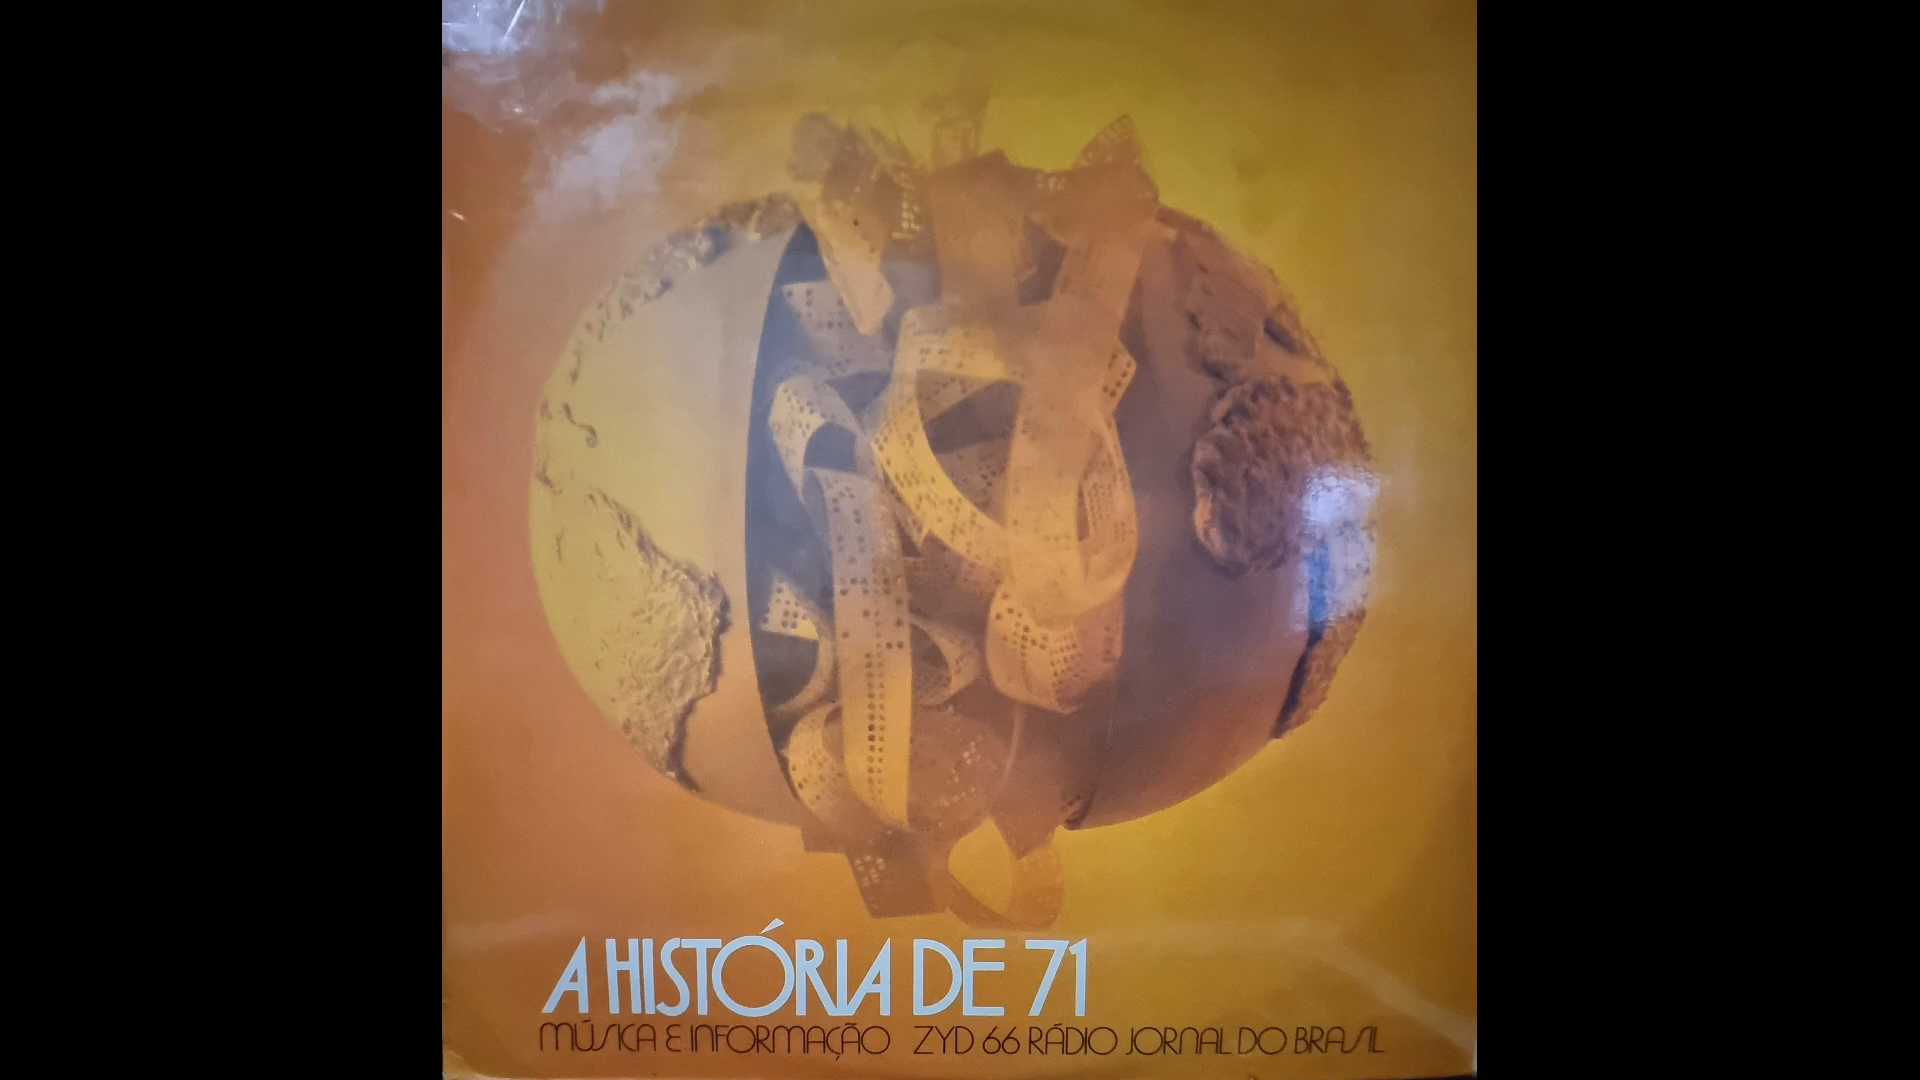 A HISTÓRIA DE 71
MÚSICA E INFORMAÇÃO ZYD 66 RÁDIO JORNAL DO BRASIL